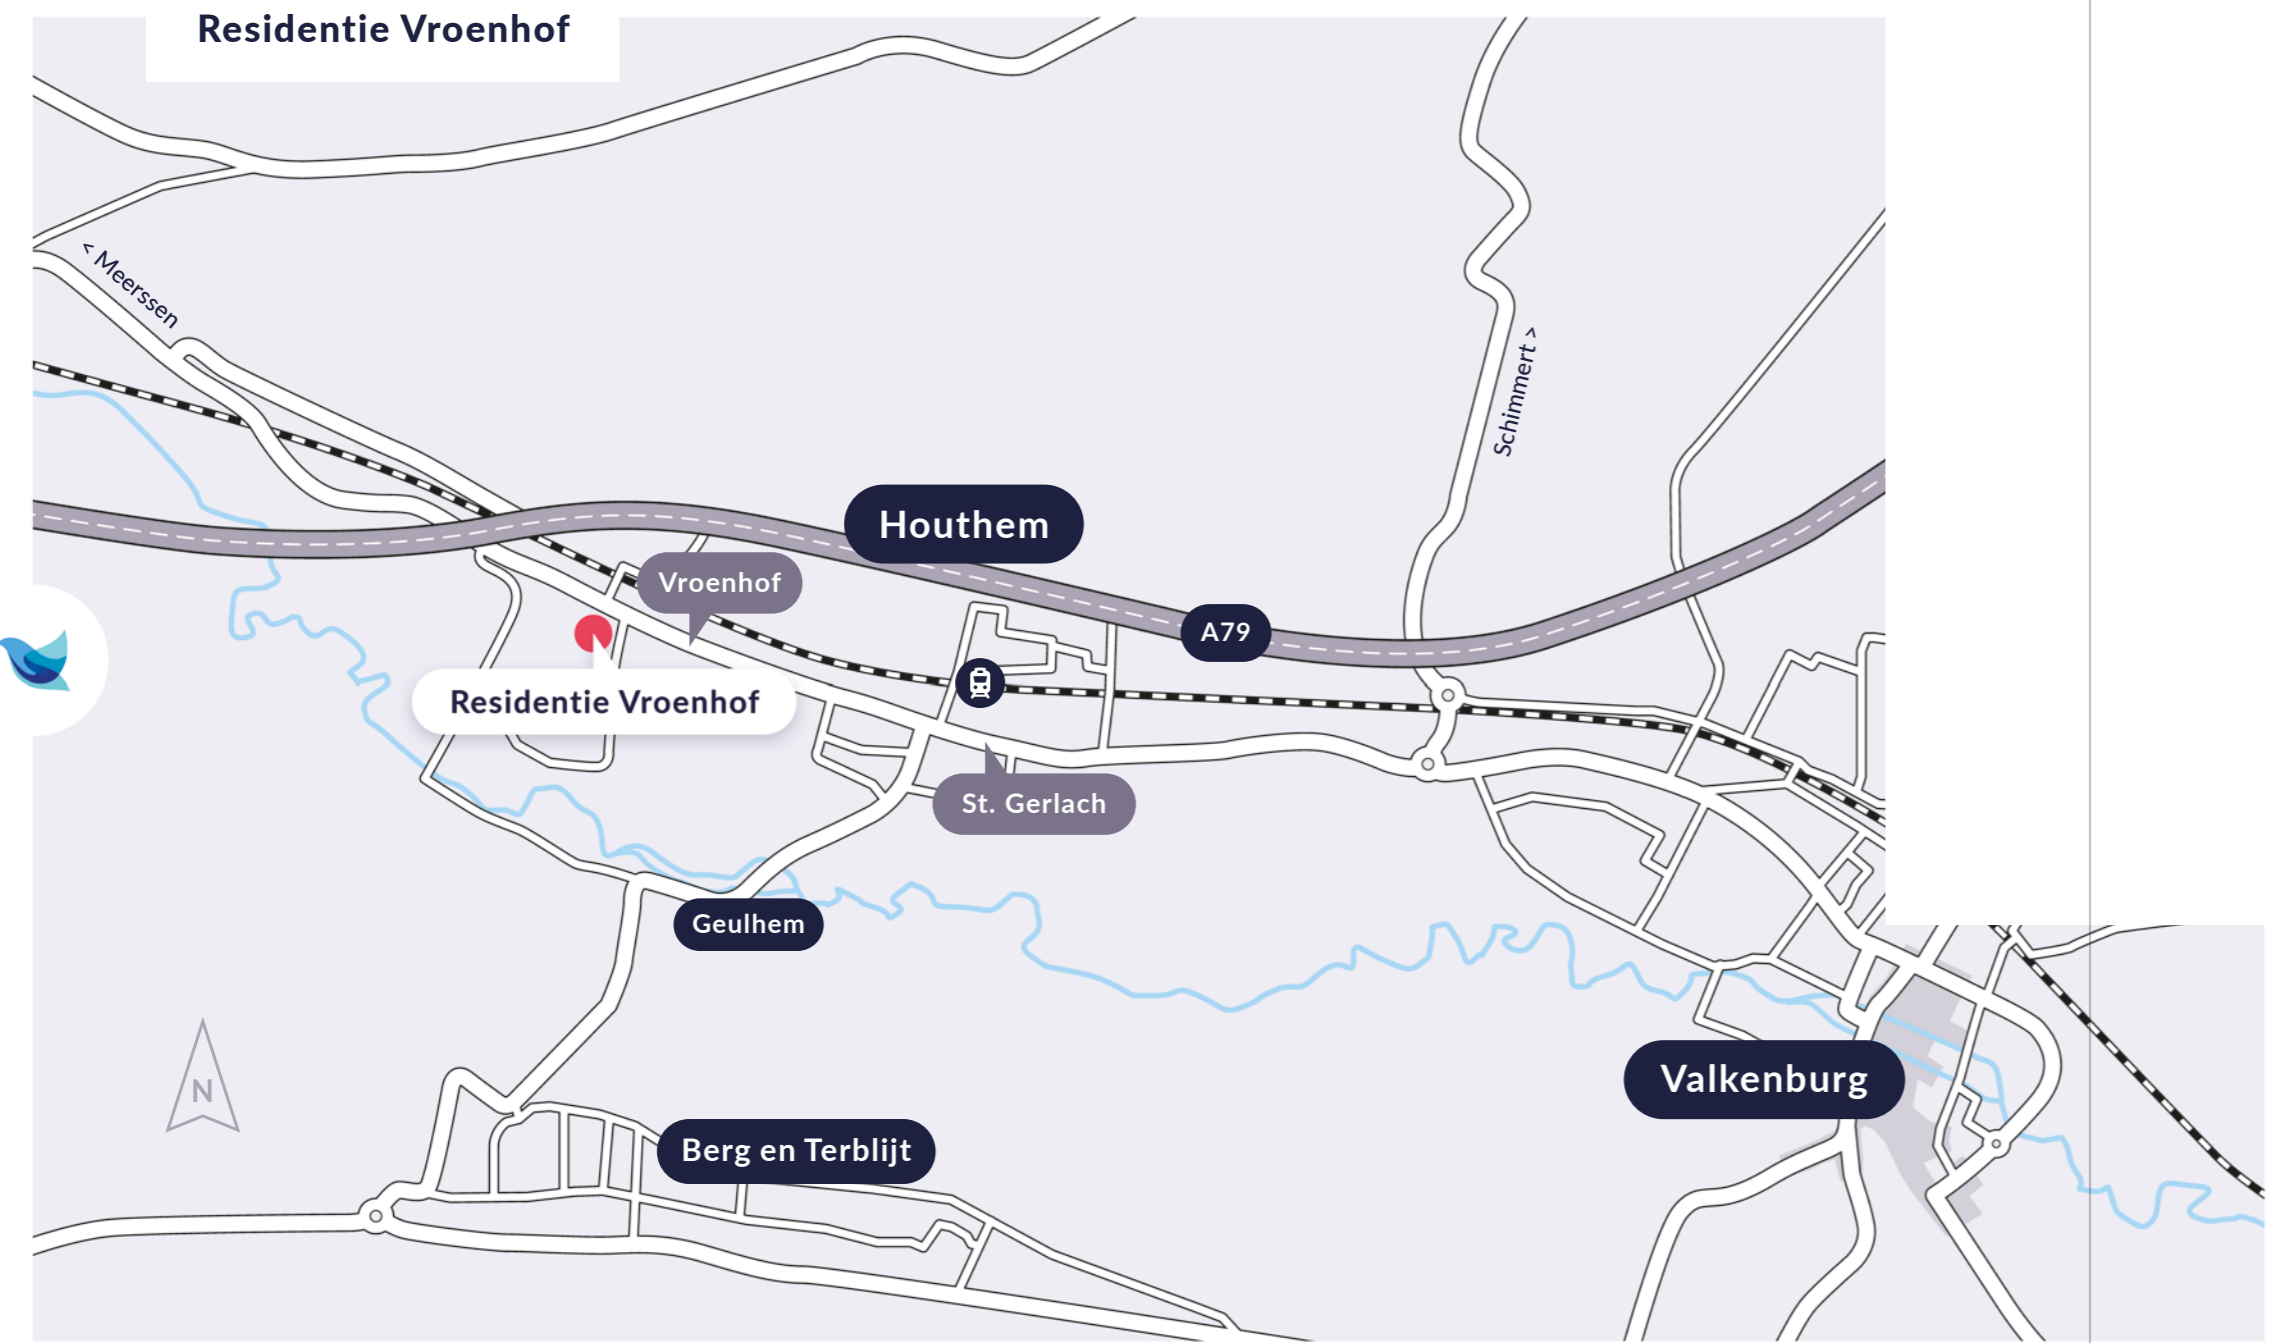 Residentie Vroenhof
< Meerssen
Schimmert >
Houthem
Vroenhof
A79
Residentie Vroenhof
St. Gerlach
Geulhem
N
Valkenburg
Berg en Terblijt